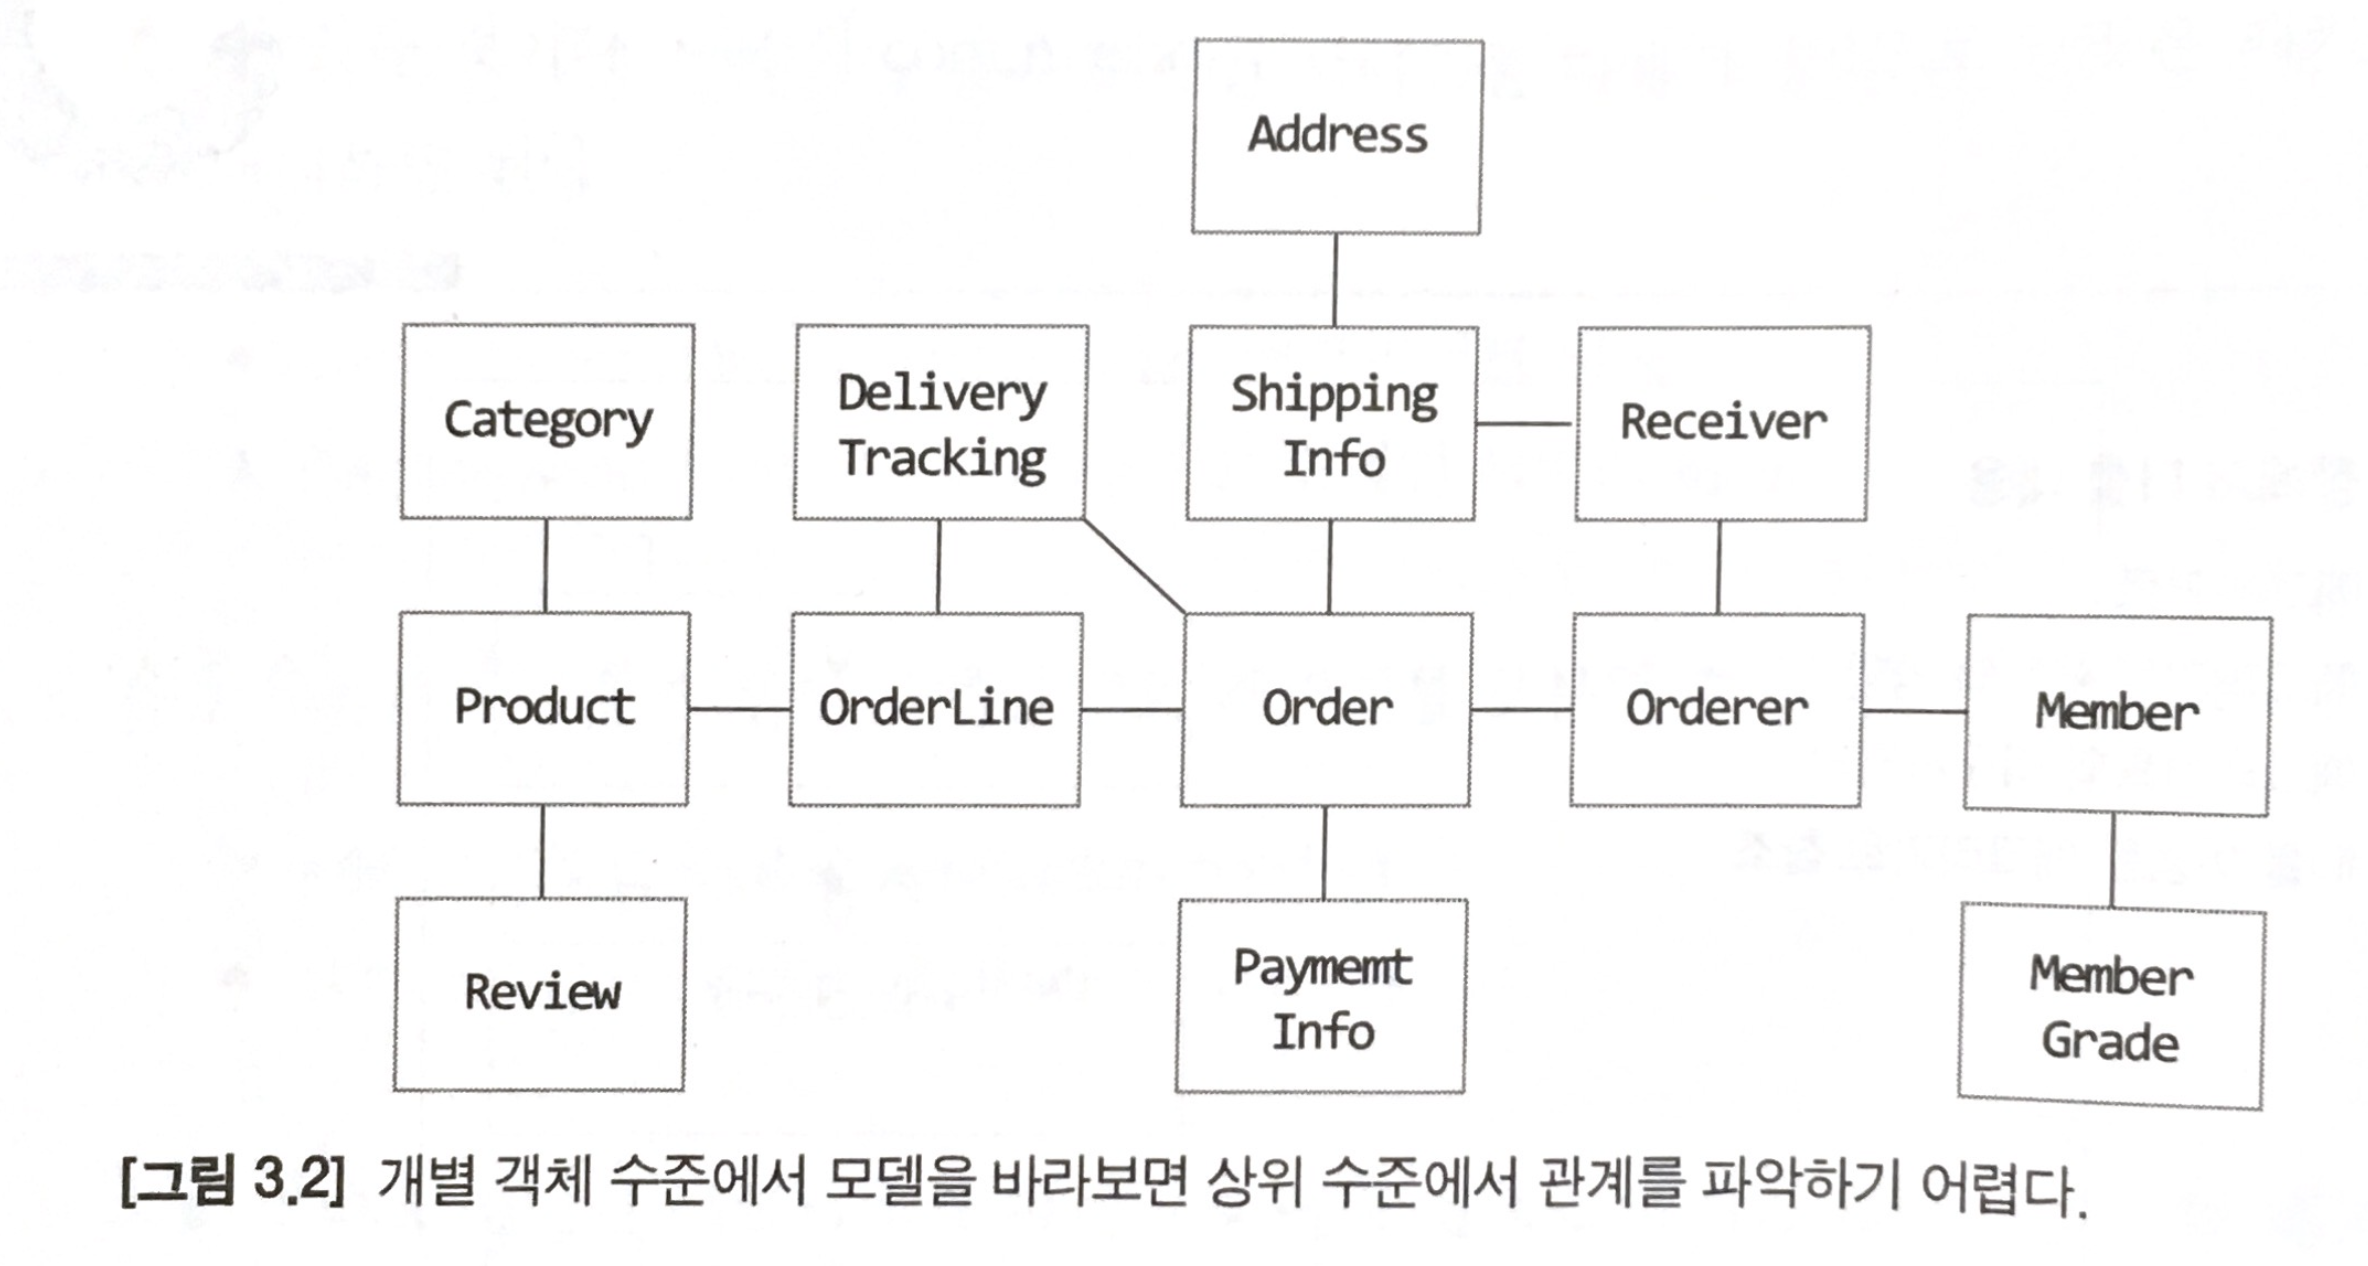 Address
Category
Delivery
Tracking
Shipping
Info
Receiver
Product
OrderLine
Order
Orderer
Member
Review
Paymemt
Info
Member
Grade
[그림 3.2] 개별 객체 수준에서 모델을 바라보면 상위 수준에서 관계를 파악하기 어렵다.